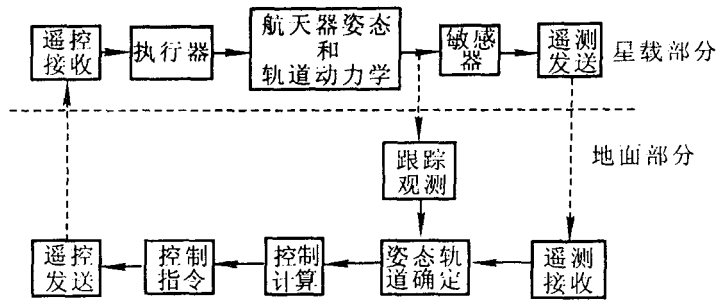 遥控
接收
执行器
航天器姿态
和
轨道动力学
敏感
器
遥测
发送
星载部分
地面部分
跟踪
观测
遥控
发送
控制
指令
控制
计算
姿态轨
道确定
遥测
接收